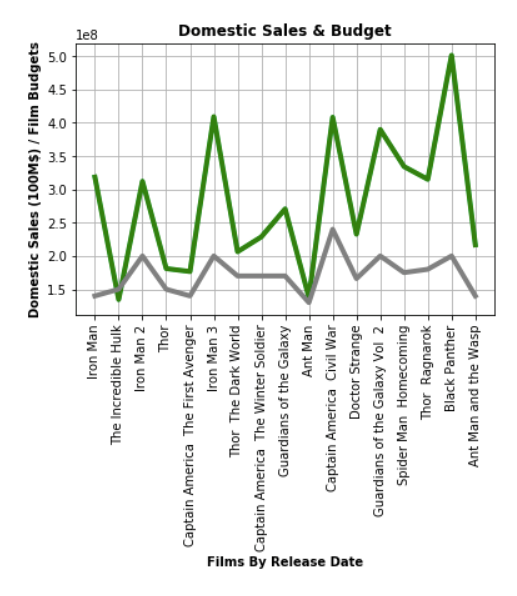 Domestic Sales & Budget
1e8
Domestic Sales (100M$) / Film Budgets
5.0
4.5
4.0
3.5
3.0
2.5
2.0
1.5
Iron Man
The Incredible Hulk
Iron Man 2
Thor
Captain America  The First Avenger
Iron Man 3
Thor  The Dark World
Captain America  The Winter Soldier
Guardians of the Galaxy
Ant Man
Captain America  Civil War
Doctor Strange
Guardians of the Galaxy Vol  2
Spider Man  Homecoming
Thor  Ragnarok
Black Panther
Ant Man and the Wasp
Films By Release Date